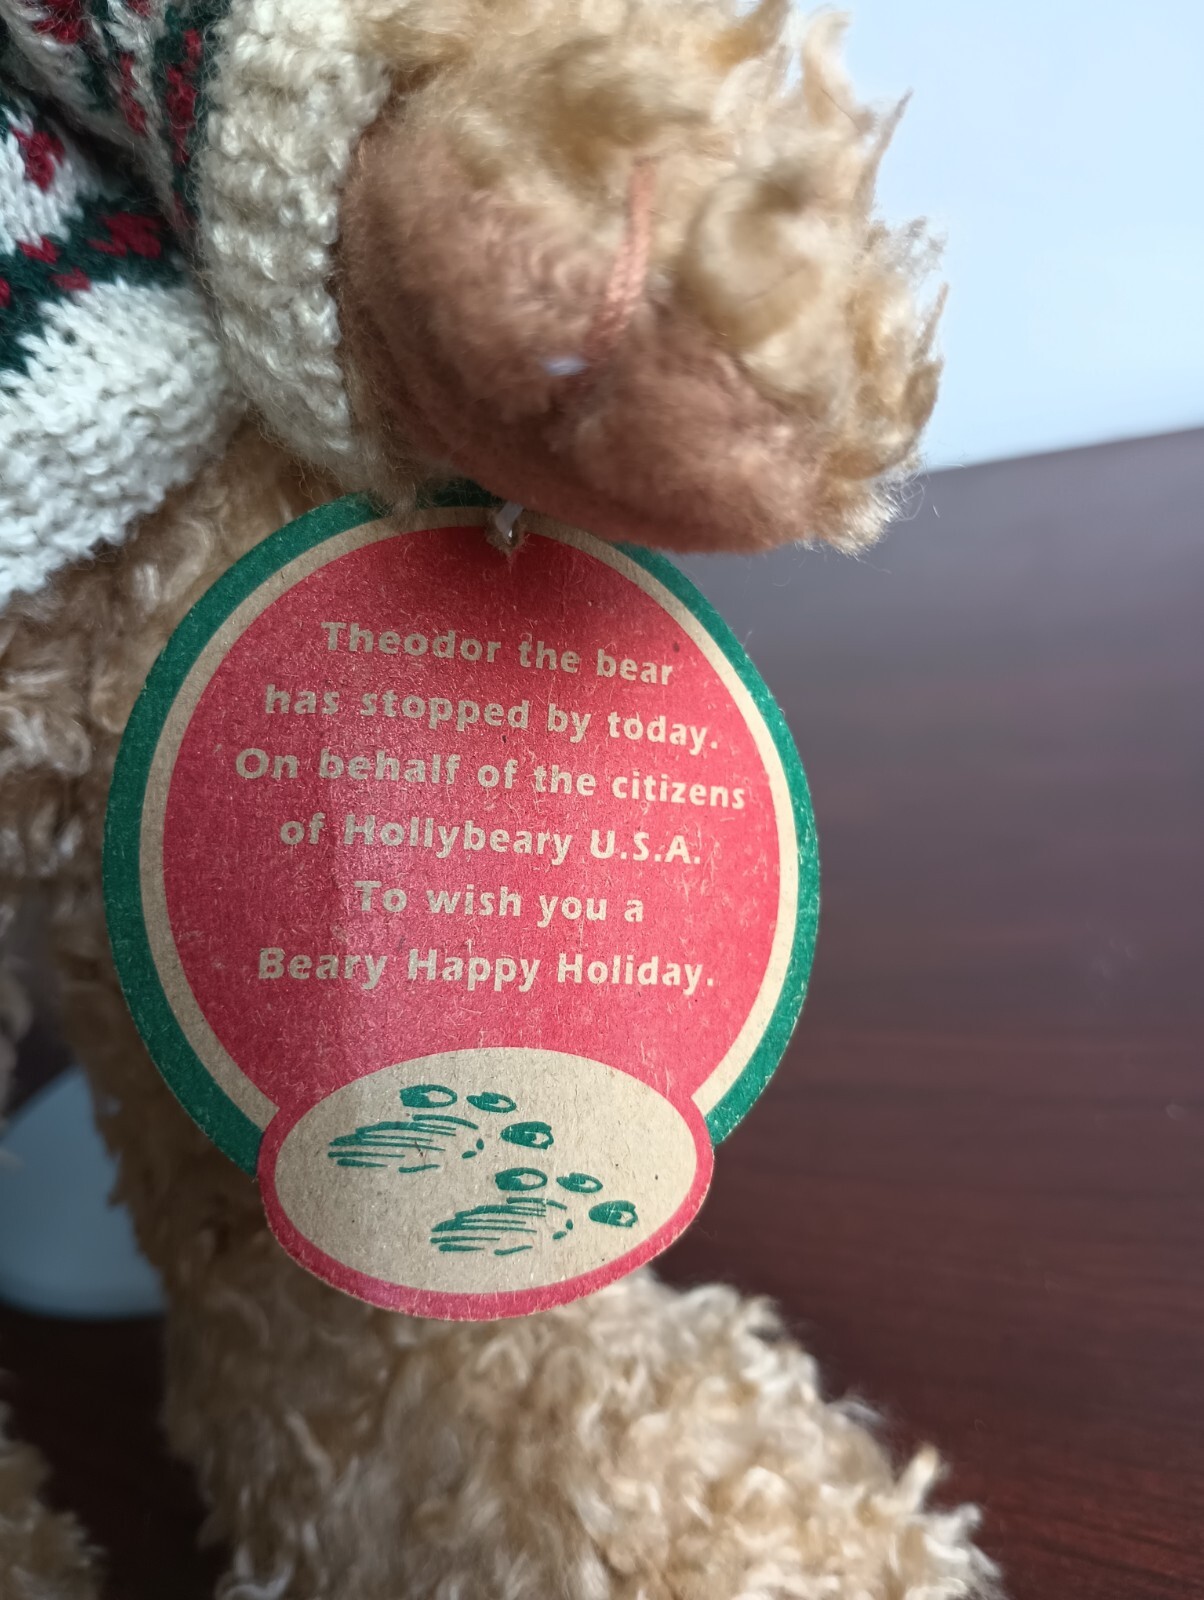 Theodor the bear
has stopped by today.
On behalf of the citizens
of Hollybeary U.S.A.
To wish you a
Beary Happy Holiday.